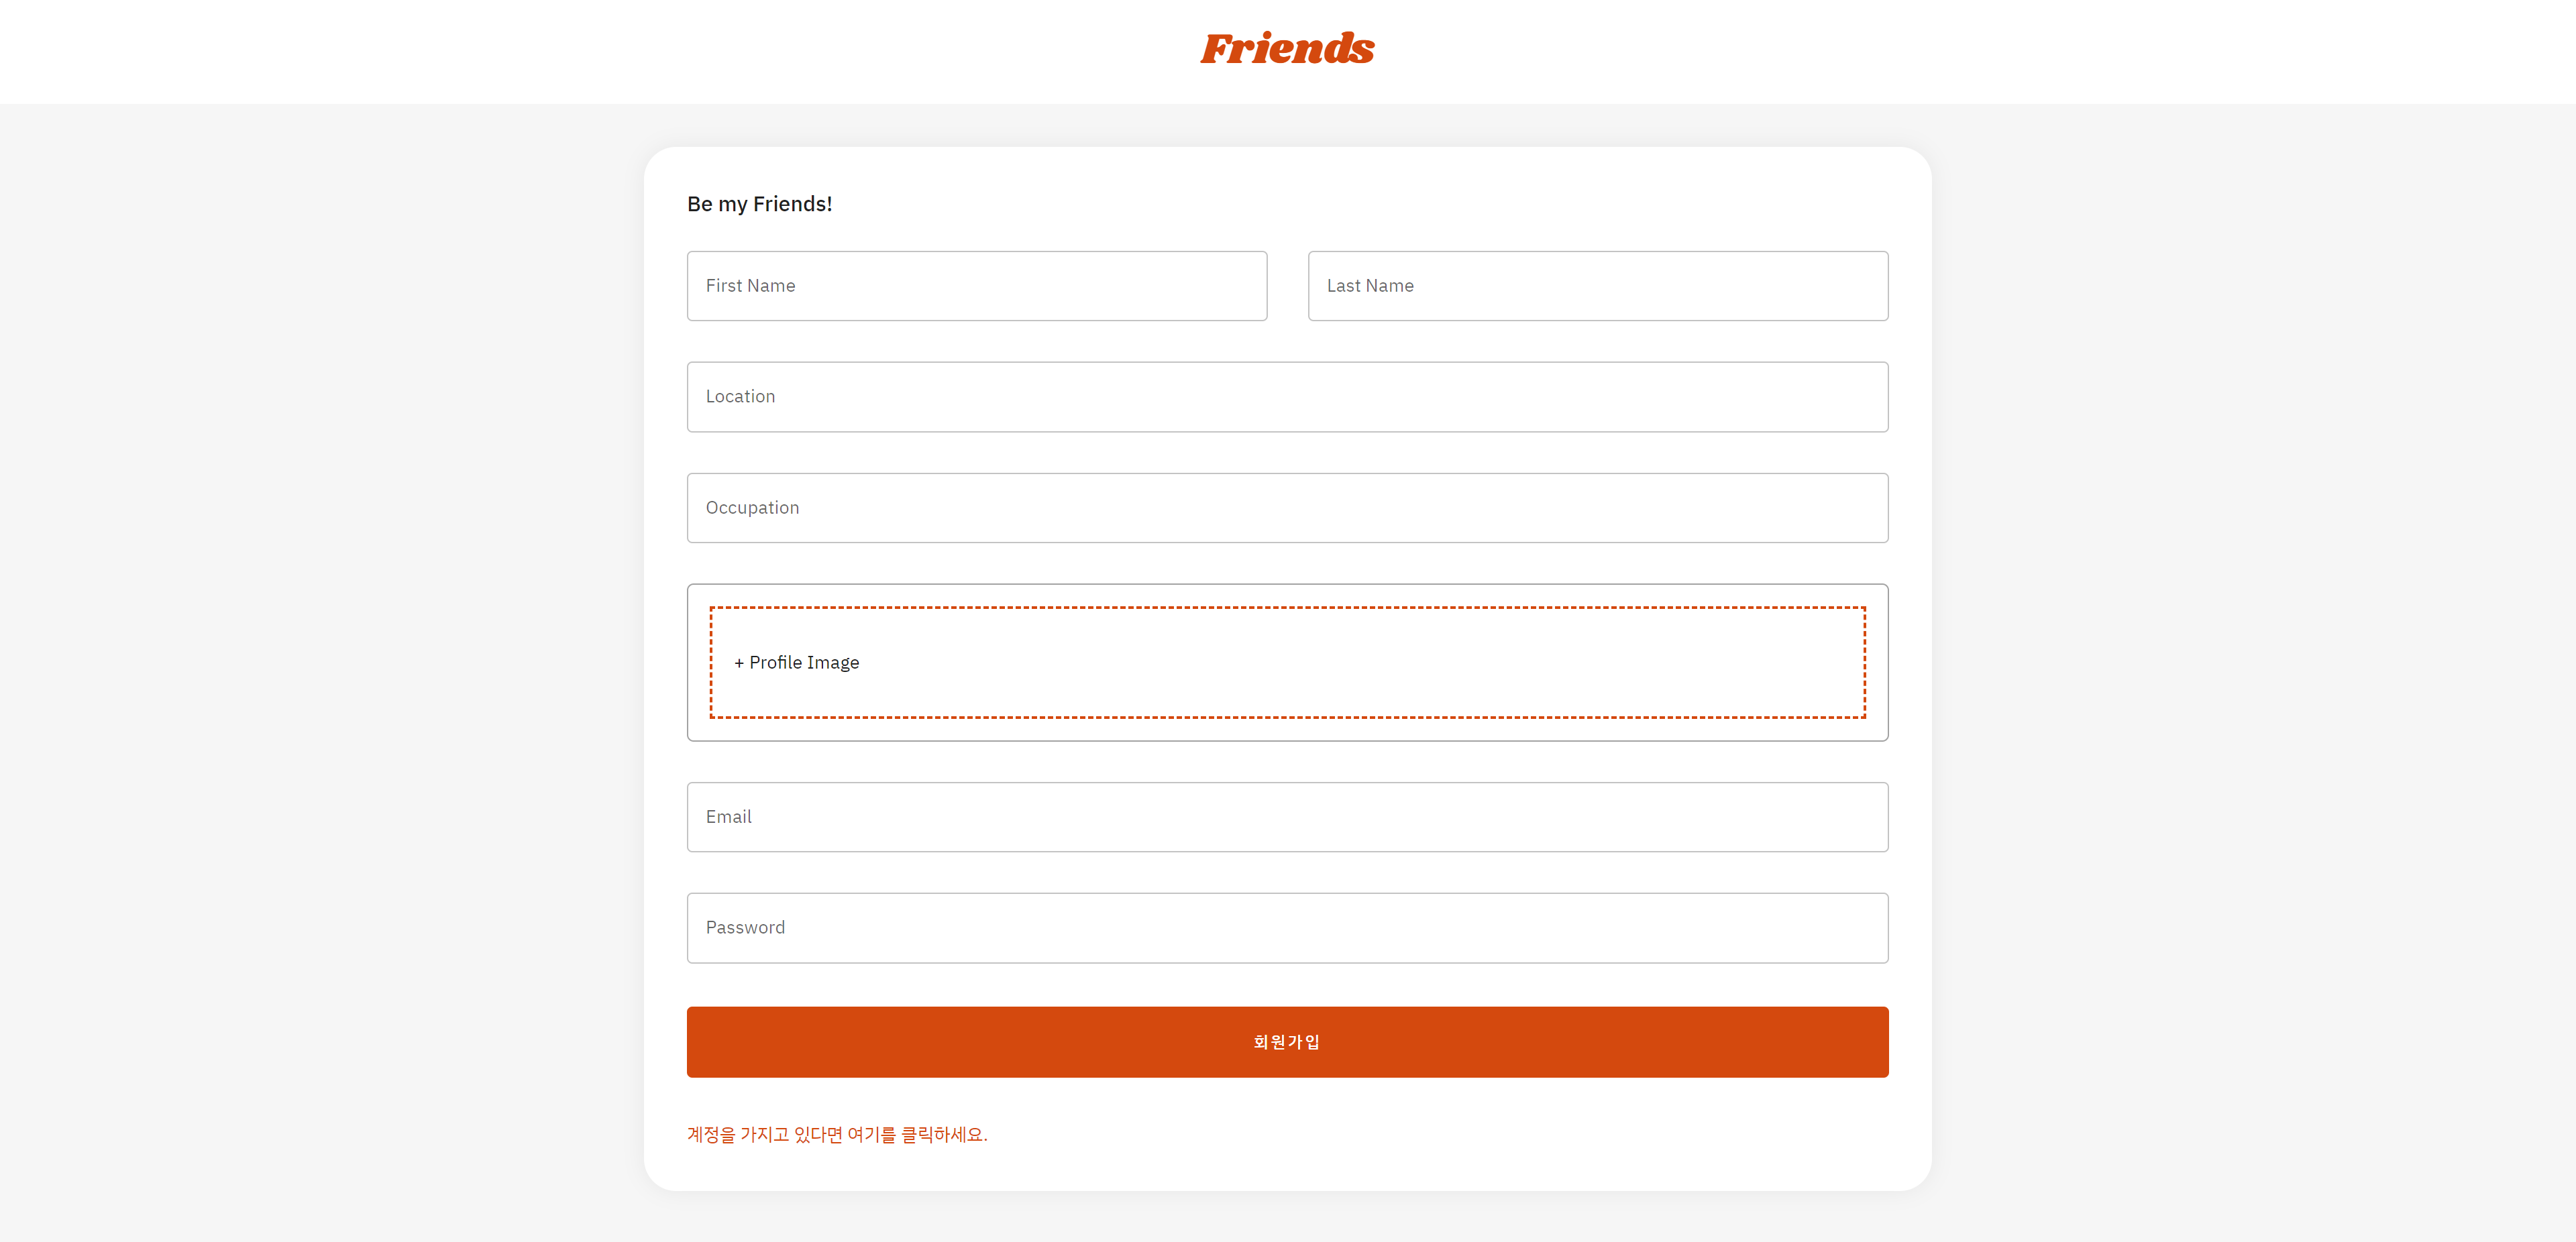 Friends
Be my Friends!
First Name
Last Name
Location
Occupation
+ Profile Image
Email
Password
회원가입
계정을 가지고 있다면 여기를 클릭하세요.